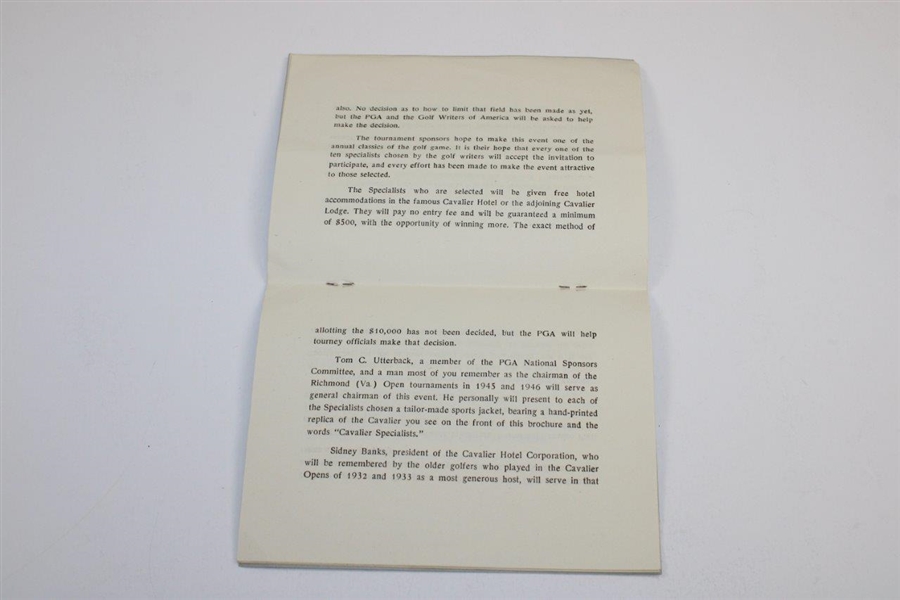 also. No decision as to how to limit that field has been made as yet,
but the PGA and the Golf Writers of America will be asked to help
make the decision.
The tournament sponsors hope to make this event one of the
annual classics of the golf game. It is their hope that every one of the
ten specialists chosen by the golf writers will accept the invitation to
participate, and every effort has been made to make the event attractive
to those selected.
The Specialists who are selected will be given free hotel
accommodations in the famous Cavalier Hotel or the adjoining Cavalier
Lodge. They will pay no entry fee and will be guaranteed a minimum
of $500, with the opportunity of winning more. The exact method of
allotting the $10,000 has not been decided, but the PGA will help
tourney officials make that decision.
Tom C. Utterback, a member of the PGA National Sponsors
Committee, and a man most of you remember as the chairman of the
Richmond (Va.) Open tournaments in 1945 and 1946 will serve as
general chairman of this event. He personally will present to each of
the Specialists chosen a tailor-made sports jacket, bearing a hand-printed
replica of the Cavalier you see on the front of this brochure and the
words "Cavalier Specialists."
Sidney Banks, president of the Cavalier Hotel Corporation, who
will be remembered by the older golfers who played in the Cavalier
Opens of 1932 and 1933 as a most generous host, will serve in that